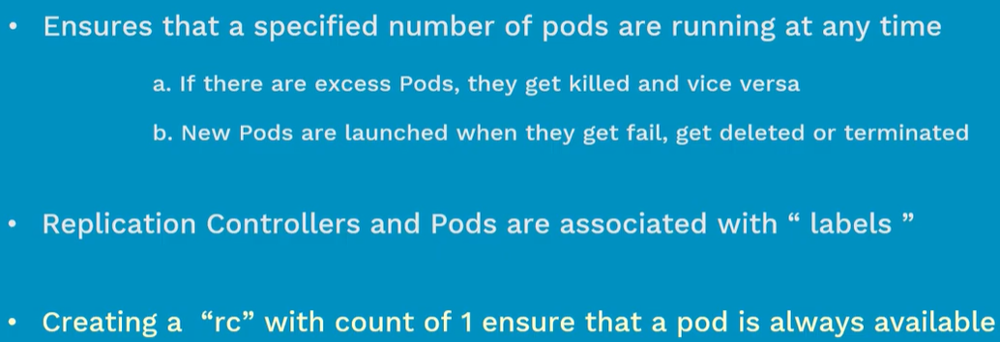 • Ensures that a specified number of pods are running at any time
a. If there are excess Pods, they get killed and vice versa
b. New Pods are launched when they get fail, get deleted or terminated
• Replication Controllers and Pods are associated with “ labels ”
• Creating a “rc” with count of 1 ensure that a pod is always available